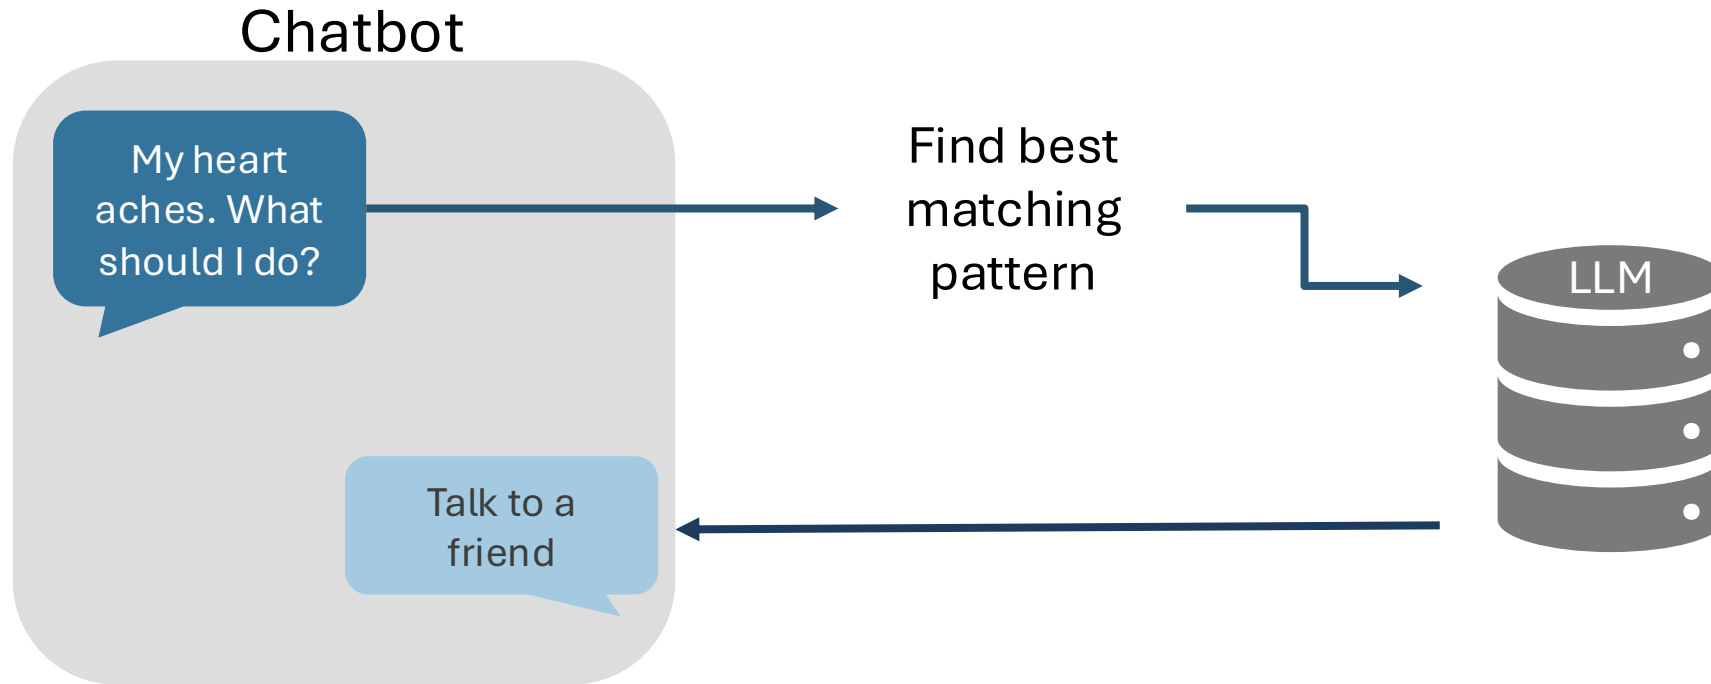 Chatbot
My heart
aches. What
should I do?
Find best
matching
pattern
LLM
Talk to a
friend